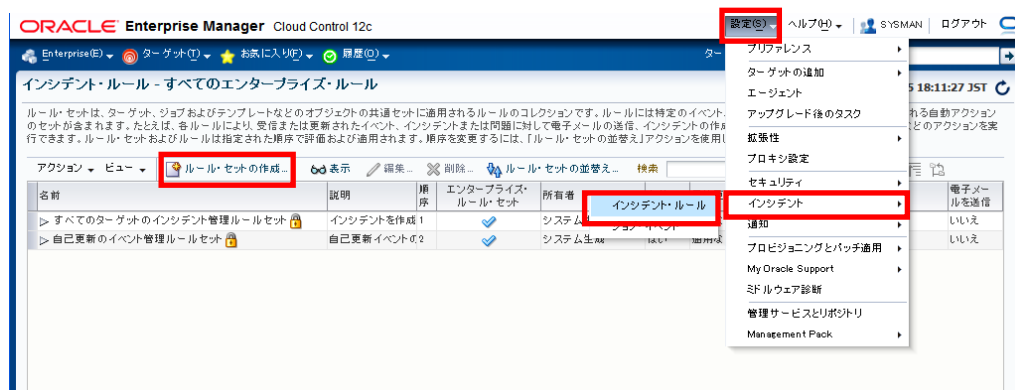 ORACLE Enterprise Manager Cloud Control 12c
設定(S) ヘルプ(H) SYSMAN ログアウト
Enterprise(E) ターゲット(T) お気に入り(F) 履歴(O) ター
インシデント・ルール - すべてのエンタープライズ・ルール
5 18:11:27 JST
ルール・セットは、ターゲット、ジョブおよびテンプレートなどのオブジェクトの共通セットに適用されるルールのコレクションです。ルールには特定のイベント、 れる自動アクション
のセットが含まれます。たとえば、各ルールにより、受信または更新されたイベント、インシデントまたは問題に対して電子メールの送信、インシデントの作成 どのアクションを実
行できます。ルール・セットおよびルールは指定された順序で評価および適用されます。順序を変更するには、「ルール・セットの並替え」アクションを使用し
アクション ビュー ルール・セットの作成... 表示 編集... 削除... ルール・セットの並替え... 検索
名前 説明 順序 エンタープライズ・ルール・セット 所有者 電子メールを送信
すべてのターゲットのインシデント管理ルールセット インシデントを作成 1 システム生 いいえ
自己更新のイベント管理ルールセット 自己更新イベントの 2 システム生成 はい 適用な いいえ
プリファレンス
ターゲットの追加
エージェント
アップグレード後のタスク
拡張性
プロキシ設定
セキュリティ
インシデント
インシデント・ルール
通知
プロビジョニングとパッチ適用
My Oracle Support
ミドルウェア診断
管理サービスとリポジトリ
Management Pack